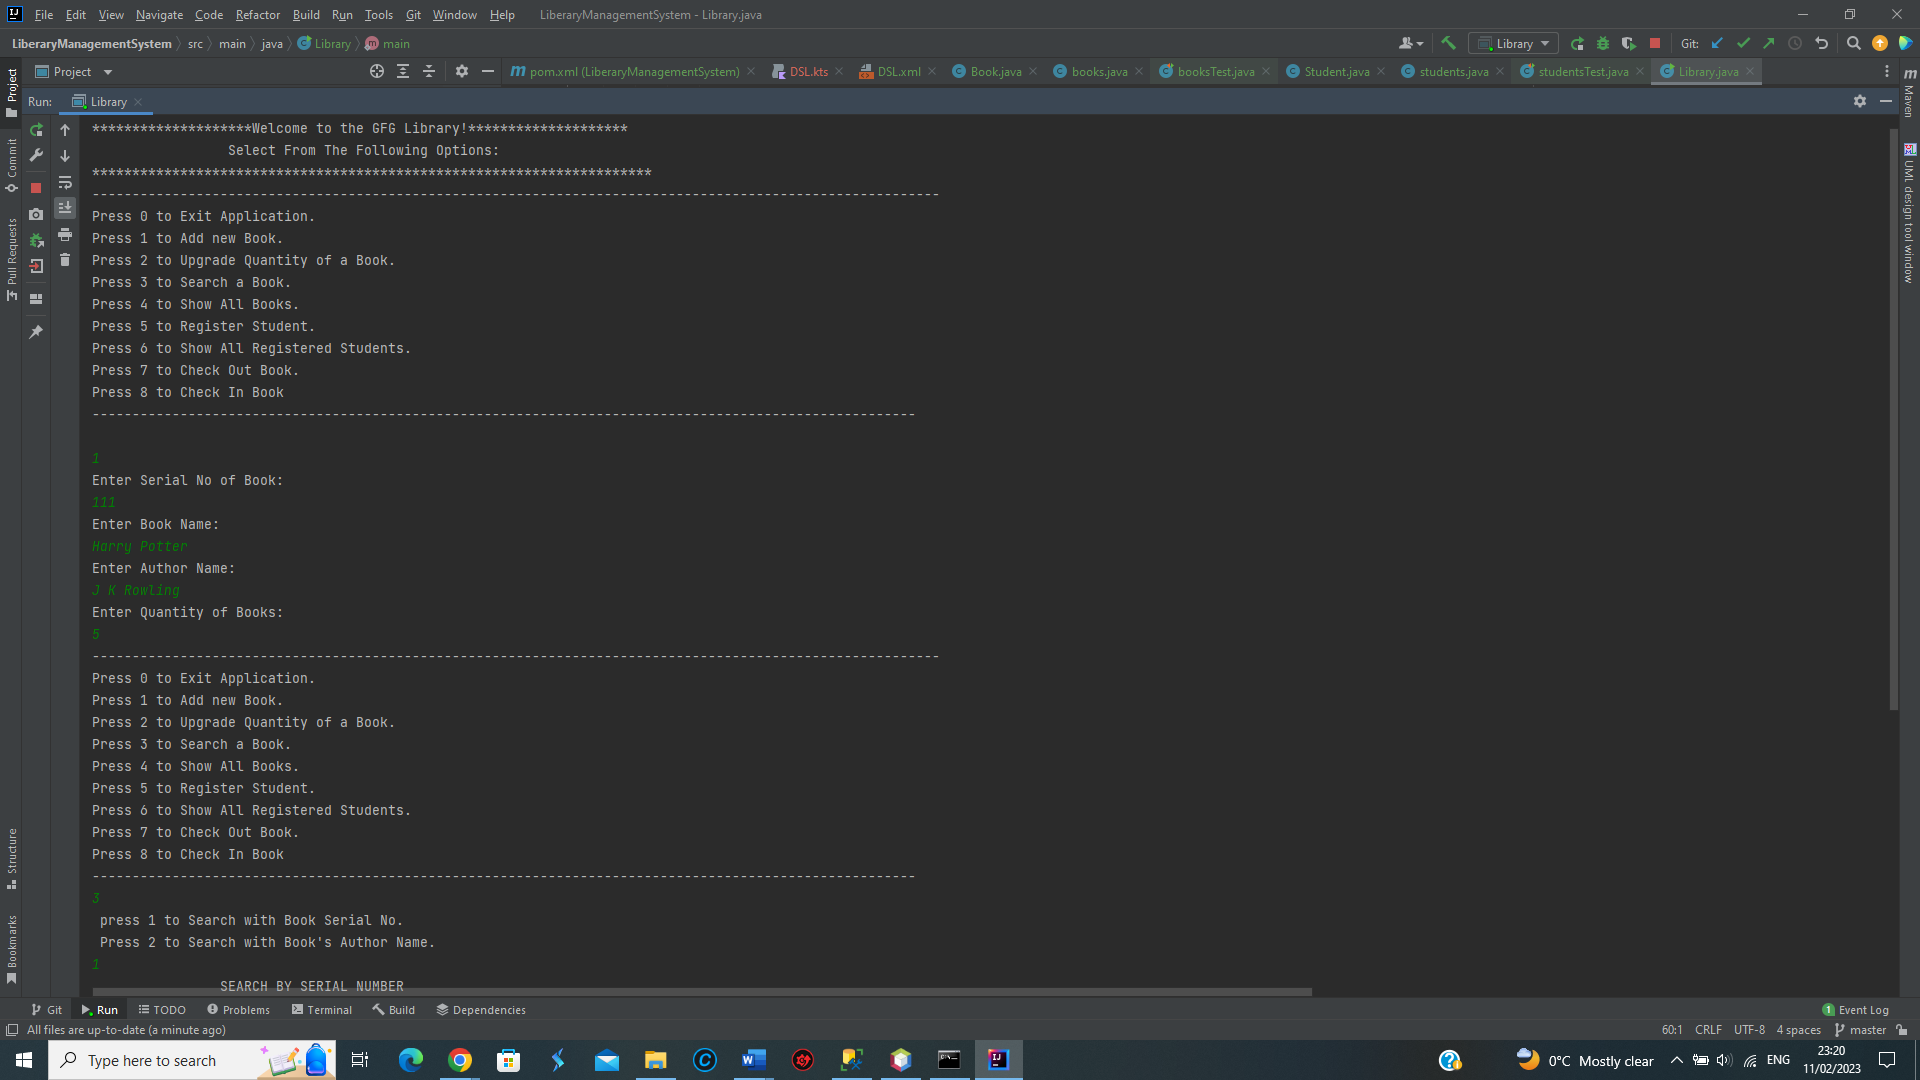 File Edit View Navigate Code Refactor Build Run Tools Git Window Help LiberaryManagementSystem - Library.java
LiberaryManagementSystem src main java Library main Library Git:
Project pom.xml (LiberaryManagementSystem) DSL.kts DSL.xml Book.java books.java booksTest.java Student.java students.java studentsTest.java Library.java
Run: Library
********************Welcome to the GFG Library!********************
Select From The Following Options:
**********************************************************************
----------------------------------------------------------------------------------------------------------
Press 0 to Exit Application.
Press 1 to Add new Book.
Press 2 to Upgrade Quantity of a Book.
Press 3 to Search a Book.
Press 4 to Show All Books.
Press 5 to Register Student.
Press 6 to Show All Registered Students.
Press 7 to Check Out Book.
Press 8 to Check In Book
-------------------------------------------------------------------------------------------------------
1
Enter Serial No of Book:
111
Enter Book Name:
Harry Potter
Enter Author Name:
J K Rowling
Enter Quantity of Books:
5
----------------------------------------------------------------------------------------------------------
Press 0 to Exit Application.
Press 1 to Add new Book.
Press 2 to Upgrade Quantity of a Book.
Press 3 to Search a Book.
Press 4 to Show All Books.
Press 5 to Register Student.
Press 6 to Show All Registered Students.
Press 7 to Check Out Book.
Press 8 to Check In Book
-------------------------------------------------------------------------------------------------------
3
press 1 to Search with Book Serial No.
Press 2 to Search with Book's Author Name.
1
SEARCH BY SERIAL NUMBER
Project
Commit
Pull Requests
Structure
Bookmarks
Maven
UML design tool window
Git Run TODO Problems Terminal Build Dependencies 1 Event Log
All files are up-to-date (a minute ago) 60:1 CRLF UTF-8 4 spaces master
Type here to search 0°C Mostly clear ENG 23:20
11/02/2023